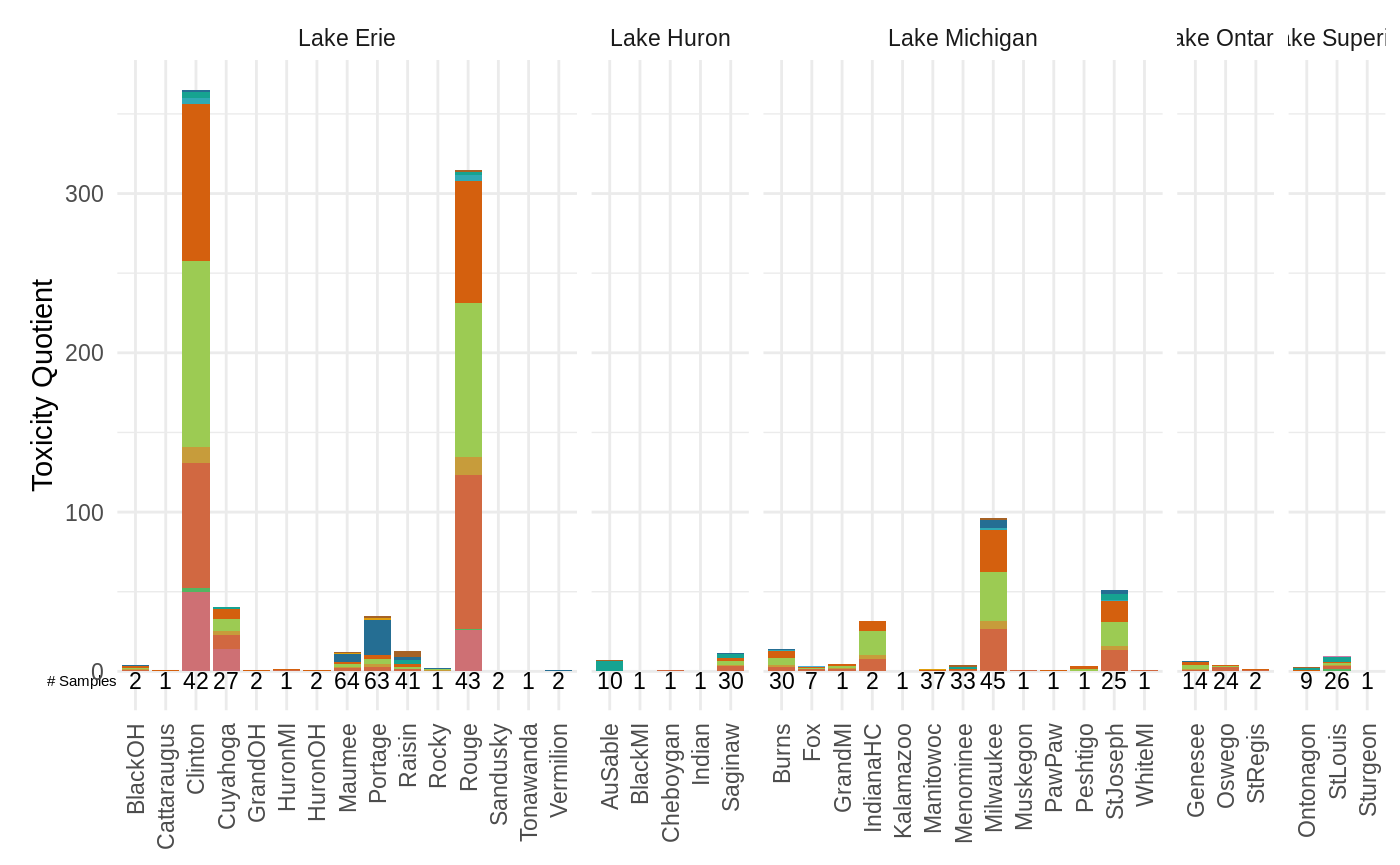 Lake Erie Lake Huron Lake Michigan ake Ontar ake Superi
Toxicity Quotient
300
200
100
0
# Samples 2 1 42 27 2 1 2 64 63 41 1 43 2 1 2 10 1 1 1 30 30 7 1 2 1 37 33 45 1 1 1 25 1 14 24 2 9 26 1
BlackOH Cattaraugus Clinton Cuyahoga GrandOH HuronMI HuronOH Maumee Portage Raisin Rocky Rouge Sandusky Tonawanda Vermilion AuSable BlackMI Cheboygan Indian Saginaw Burns Fox GrandMI IndianaHC Kalamazoo Manitowoc Menominee Milwaukee Muskegon PawPaw Peshtigo StJoseph WhiteMI Genesee Oswego StRegis Ontonagon StLouis Sturgeon